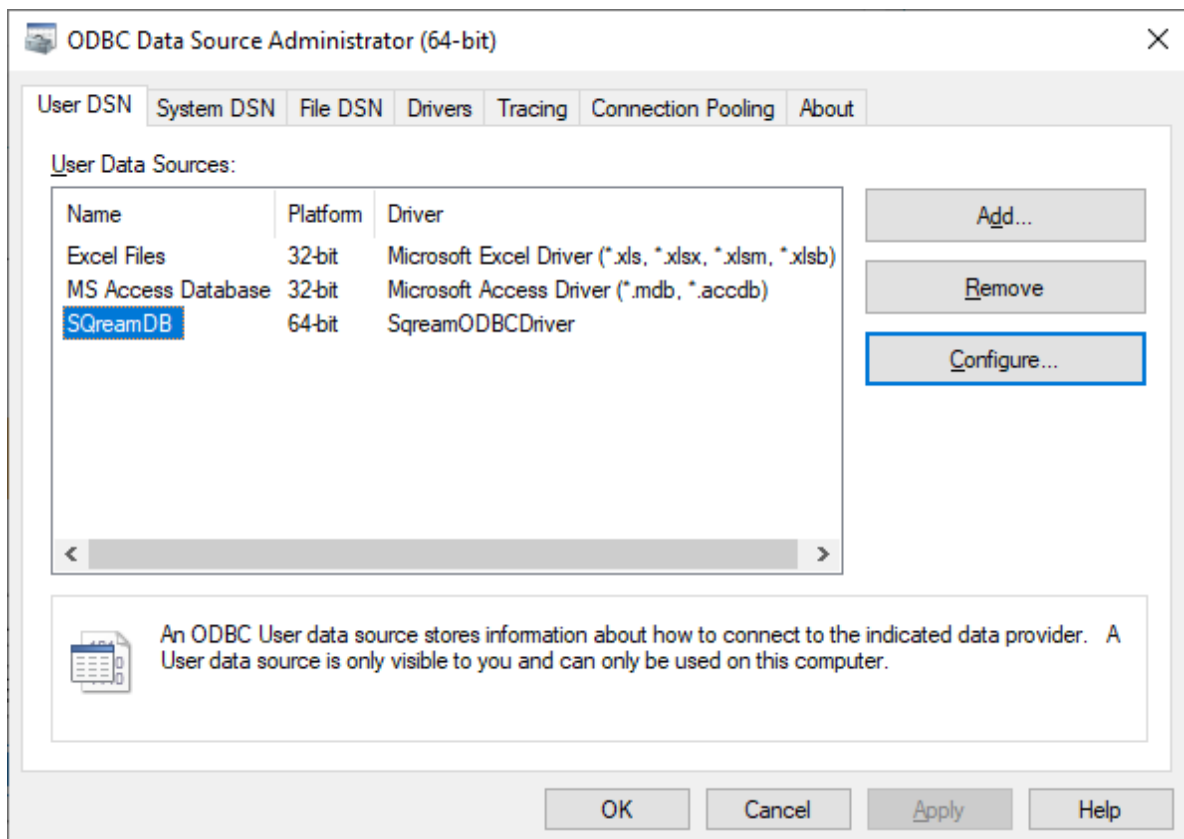 ODBC Data Source Administrator (64-bit)
User DSN System DSN File DSN Drivers Tracing Connection Pooling About
User Data Sources:
Name Platform Driver
Excel Files 32-bit Microsoft Excel Driver (*.xls, *.xlsx, *.xlsm, *.xlsb)
MS Access Database 32-bit Microsoft Access Driver (*.mdb, *.accdb)
SQreamDB 64-bit SqreamODBCDriver
Add...
Remove
Configure...
An ODBC User data source stores information about how to connect to the indicated data provider. A
User data source is only visible to you and can only be used on this computer.
OK Cancel Apply Help